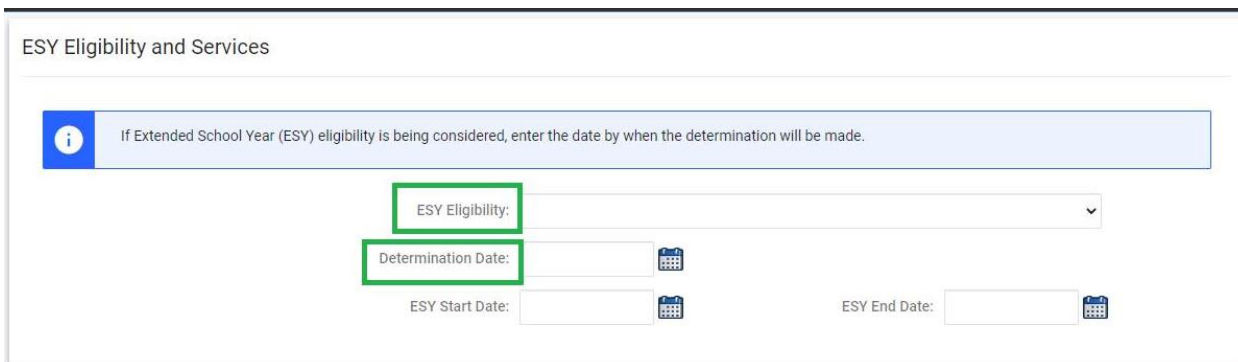 ESY Eligibility and Services
If Extended School Year (ESY) eligibility is being considered, enter the date by when the determination will be made.
ESY Eligibility:
Determination Date:
ESY Start Date: ESY End Date: